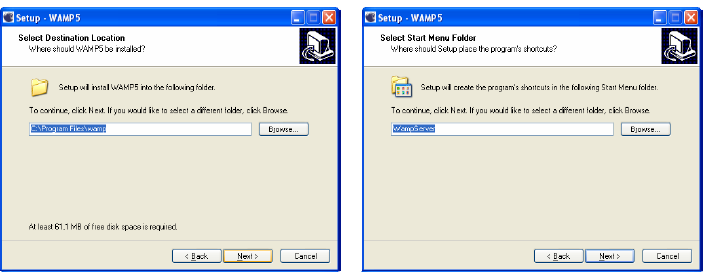 Setup - WAMP5
Select Destination Location
Where should WAMP5 be installed?
Setup will install WAMP5 into the following folder.
To continue, click Next. If you would like to select a different folder, click Browse.
C:\Program Files\wamp
Browse...
At least 61.1 MB of free disk space is required.
< Back
Next >
Cancel
Setup - WAMP5
Select Start Menu Folder
Where should Setup place the program's shortcuts?
Setup will create the program's shortcuts in the following Start Menu folder.
To continue, click Next. If you would like to select a different folder, click Browse.
WampServer
Browse...
< Back
Next >
Cancel